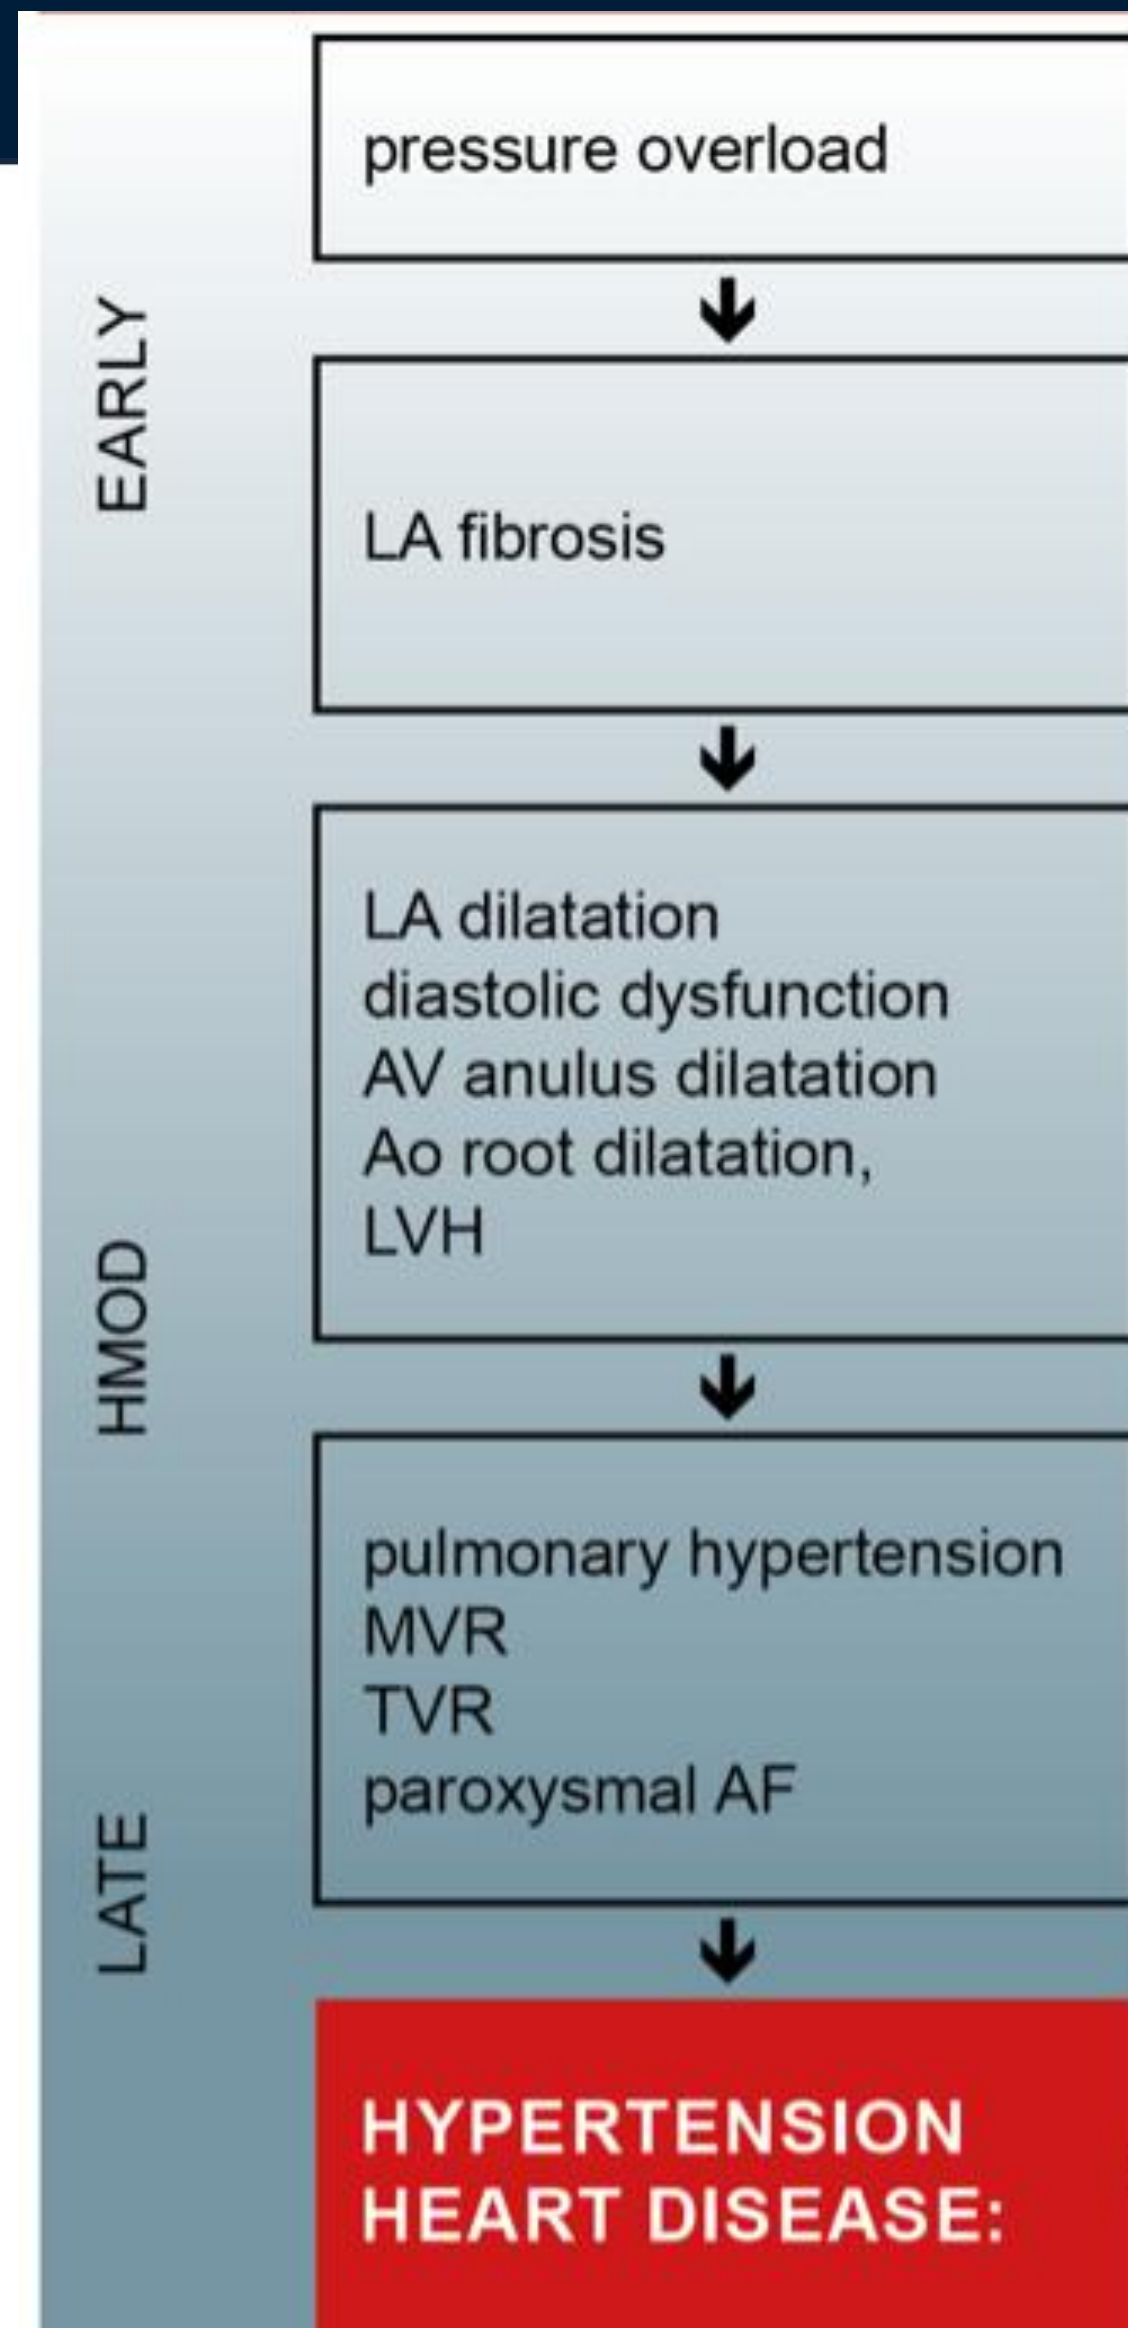 pressure overload
EARLY
LA fibrosis
LA dilatation
diastolic dysfunction
AV anulus dilatation
Ao root dilatation,
LVH
HMOD
pulmonary hypertension
MVR
TVR
paroxysmal AF
LATE
HYPERTENSION
HEART DISEASE: